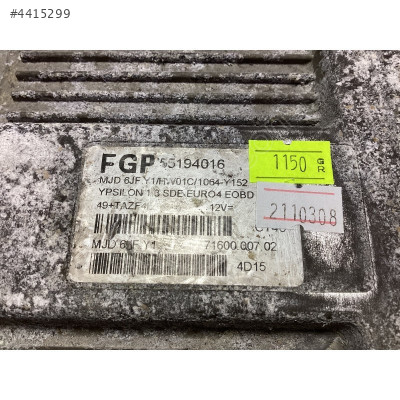 #4415299
FGP 55194016
MJD 6JF.Y1/HW01C/1064-Y152
YPSILON 1.3 SDE-EURO4 EOBD
49+TAZF 12V=
MJD 6JF.Y1 71600.007.02
4D15
1150 GR
2110308